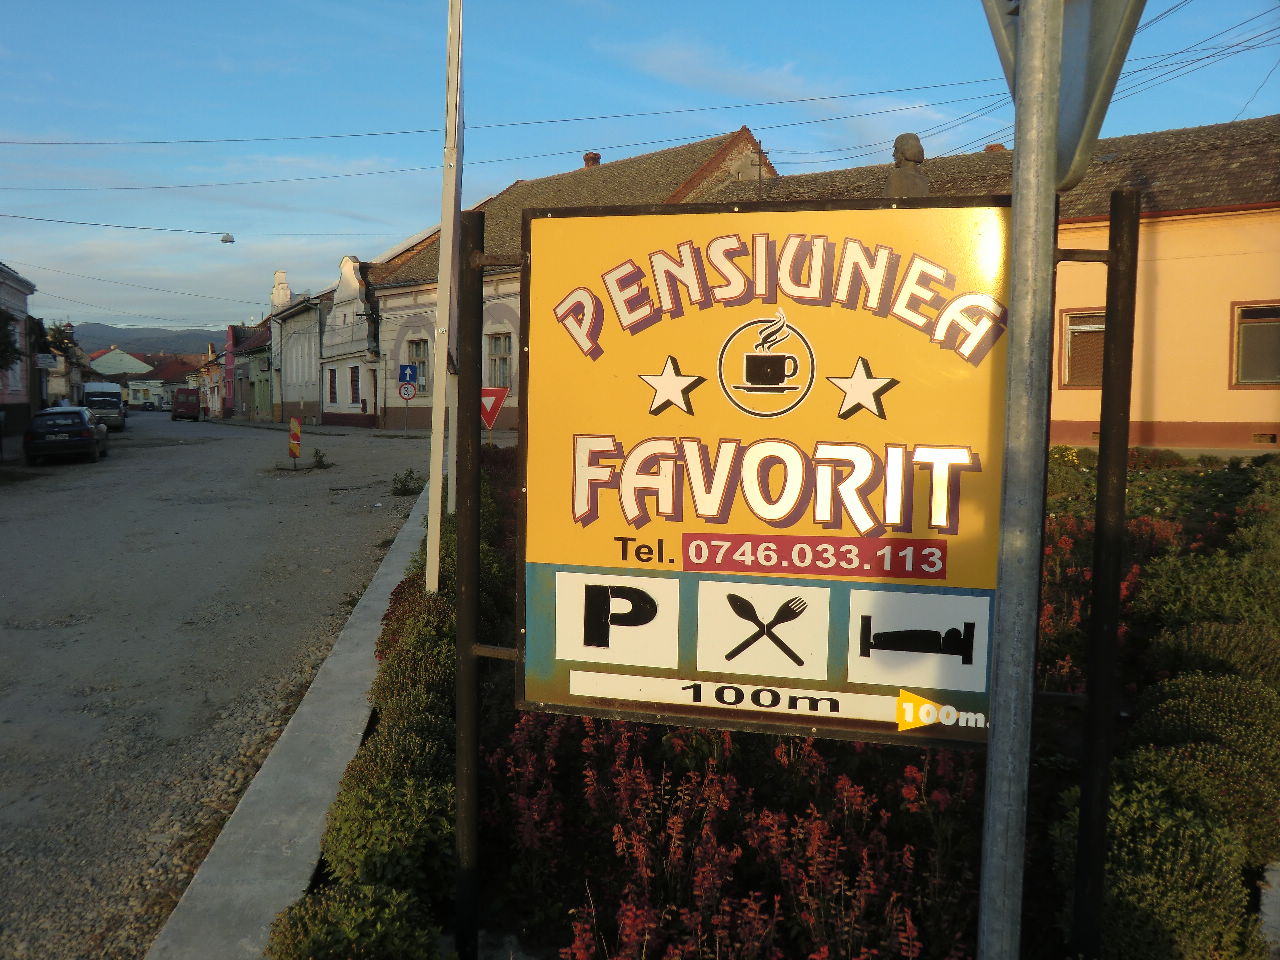 PENSIUNEA
FAVORIT
Tel. 0746.033.113
P
100m
100m.